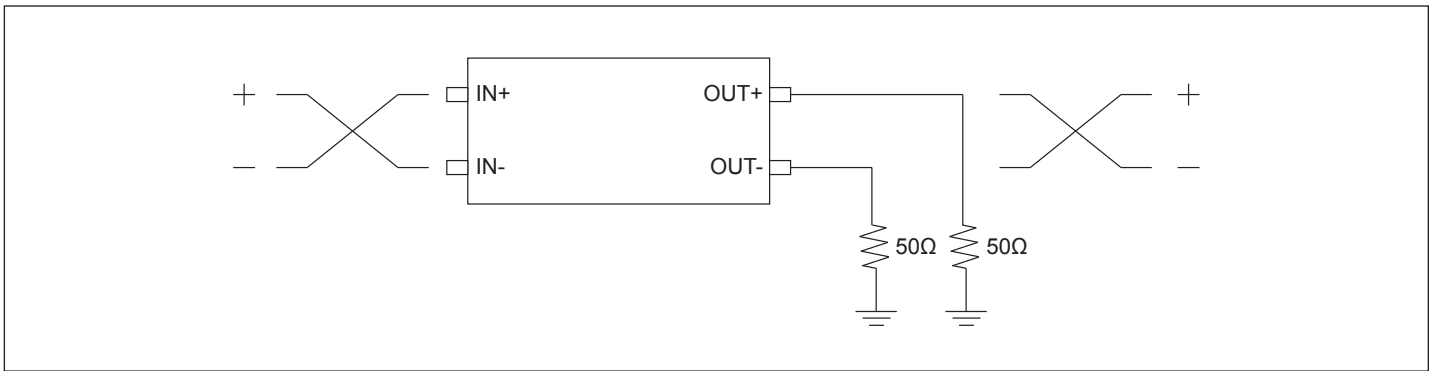 + IN+ OUT+ +
- IN- OUT- -
50Ω 50Ω